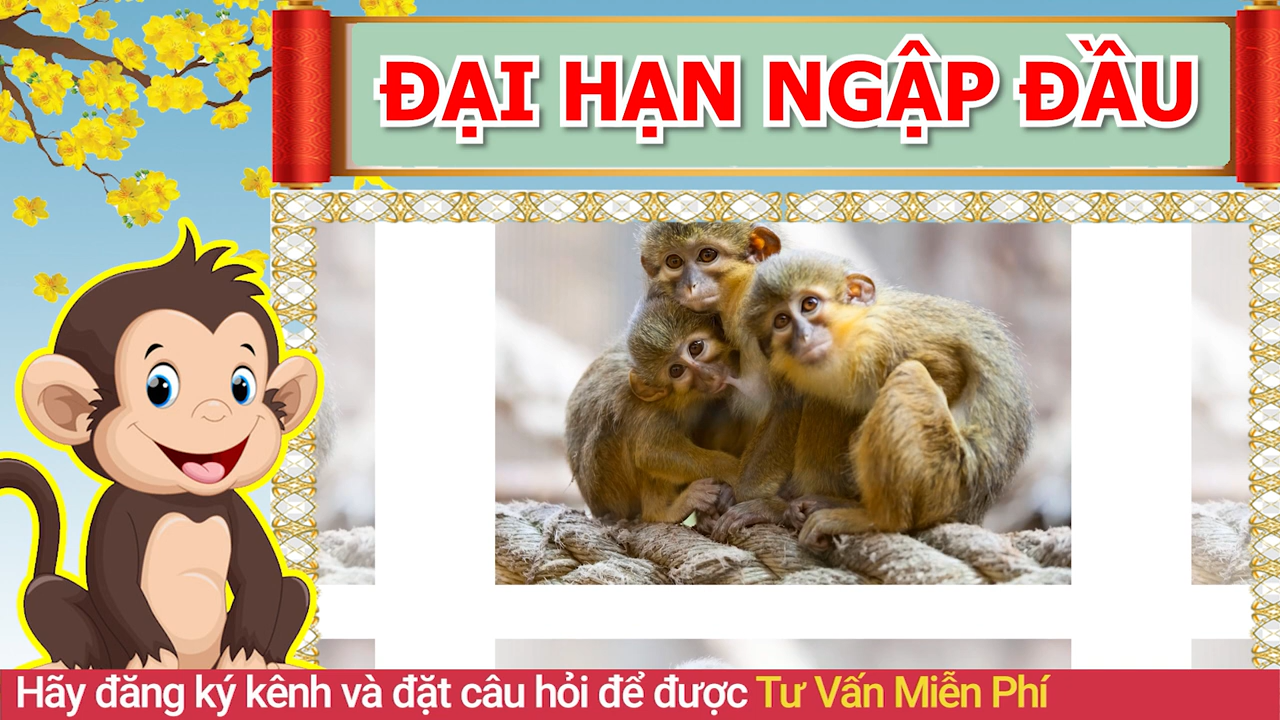 ĐẠI HẠN NGẬP ĐẦU
Hãy đăng ký kênh và đặt câu hỏi để được Tư Vấn Miễn Phí